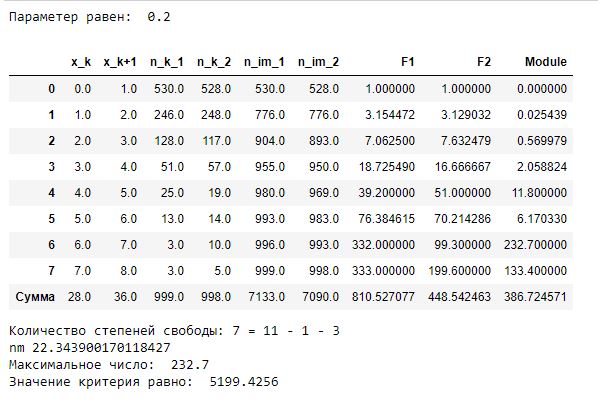 Параметр равен:  0.2
x_k x_k+1 n_k_1 n_k_2 n_im_1 n_im_2 F1 F2 Module
0 0.0 1.0 530.0 528.0 530.0 528.0 1.000000 1.000000 0.000000
1 1.0 2.0 246.0 248.0 776.0 776.0 3.154472 3.129032 0.025439
2 2.0 3.0 128.0 117.0 904.0 893.0 7.062500 7.632479 0.569979
3 3.0 4.0 51.0 57.0 955.0 950.0 18.725490 16.666667 2.058824
4 4.0 5.0 25.0 19.0 980.0 969.0 39.200000 51.000000 11.800000
5 5.0 6.0 13.0 14.0 993.0 983.0 76.384615 70.214286 6.170330
6 6.0 7.0 3.0 10.0 996.0 993.0 332.000000 99.300000 232.700000
7 7.0 8.0 3.0 5.0 999.0 998.0 333.000000 199.600000 133.400000
Сумма 28.0 36.0 999.0 998.0 7133.0 7090.0 810.527077 448.542463 386.724571
Количество степеней свободы: 7 = 11 - 1 - 3
nm 22.343900170118427
Максимальное число:  232.7
Значение критерия равно:  5199.4256